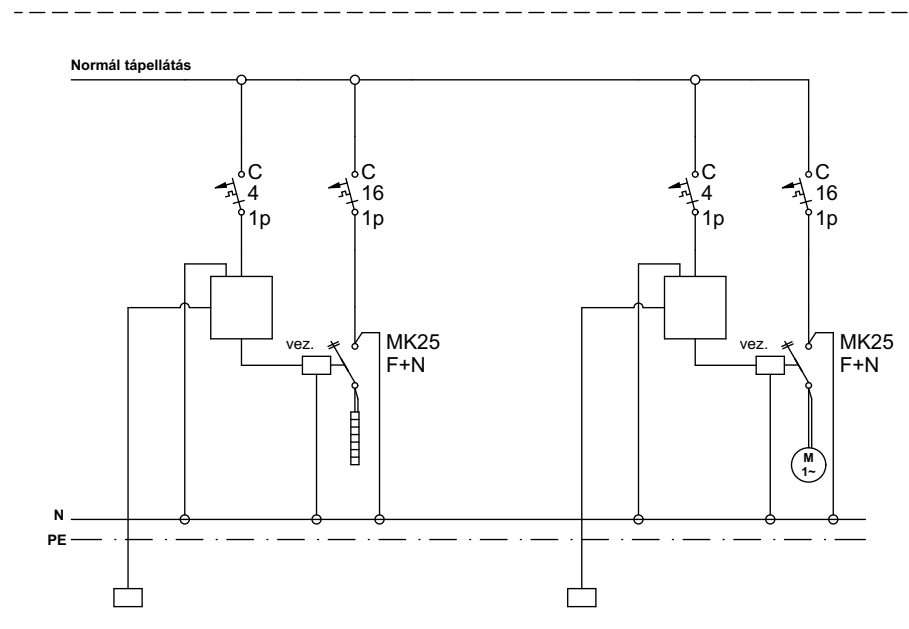 Normál tápellátás
C
4
1p
C
16
1p
C
4
1p
C
16
1p
vez.
MK25
F+N
vez.
MK25
F+N
M
1~
N
PE